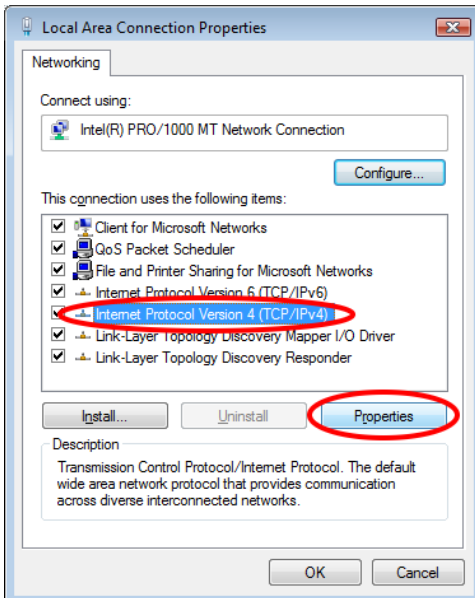 Local Area Connection Properties
Networking
Connect using:
Intel(R) PRO/1000 MT Network Connection
Configure...
This connection uses the following items:
Client for Microsoft Networks
QoS Packet Scheduler
File and Printer Sharing for Microsoft Networks
Internet Protocol Version 6 (TCP/IPv6)
Internet Protocol Version 4 (TCP/IPv4)
Link-Layer Topology Discovery Mapper I/O Driver
Link-Layer Topology Discovery Responder
Install...
Uninstall
Properties
Description
Transmission Control Protocol/Internet Protocol. The default
wide area network protocol that provides communication
across diverse interconnected networks.
OK
Cancel